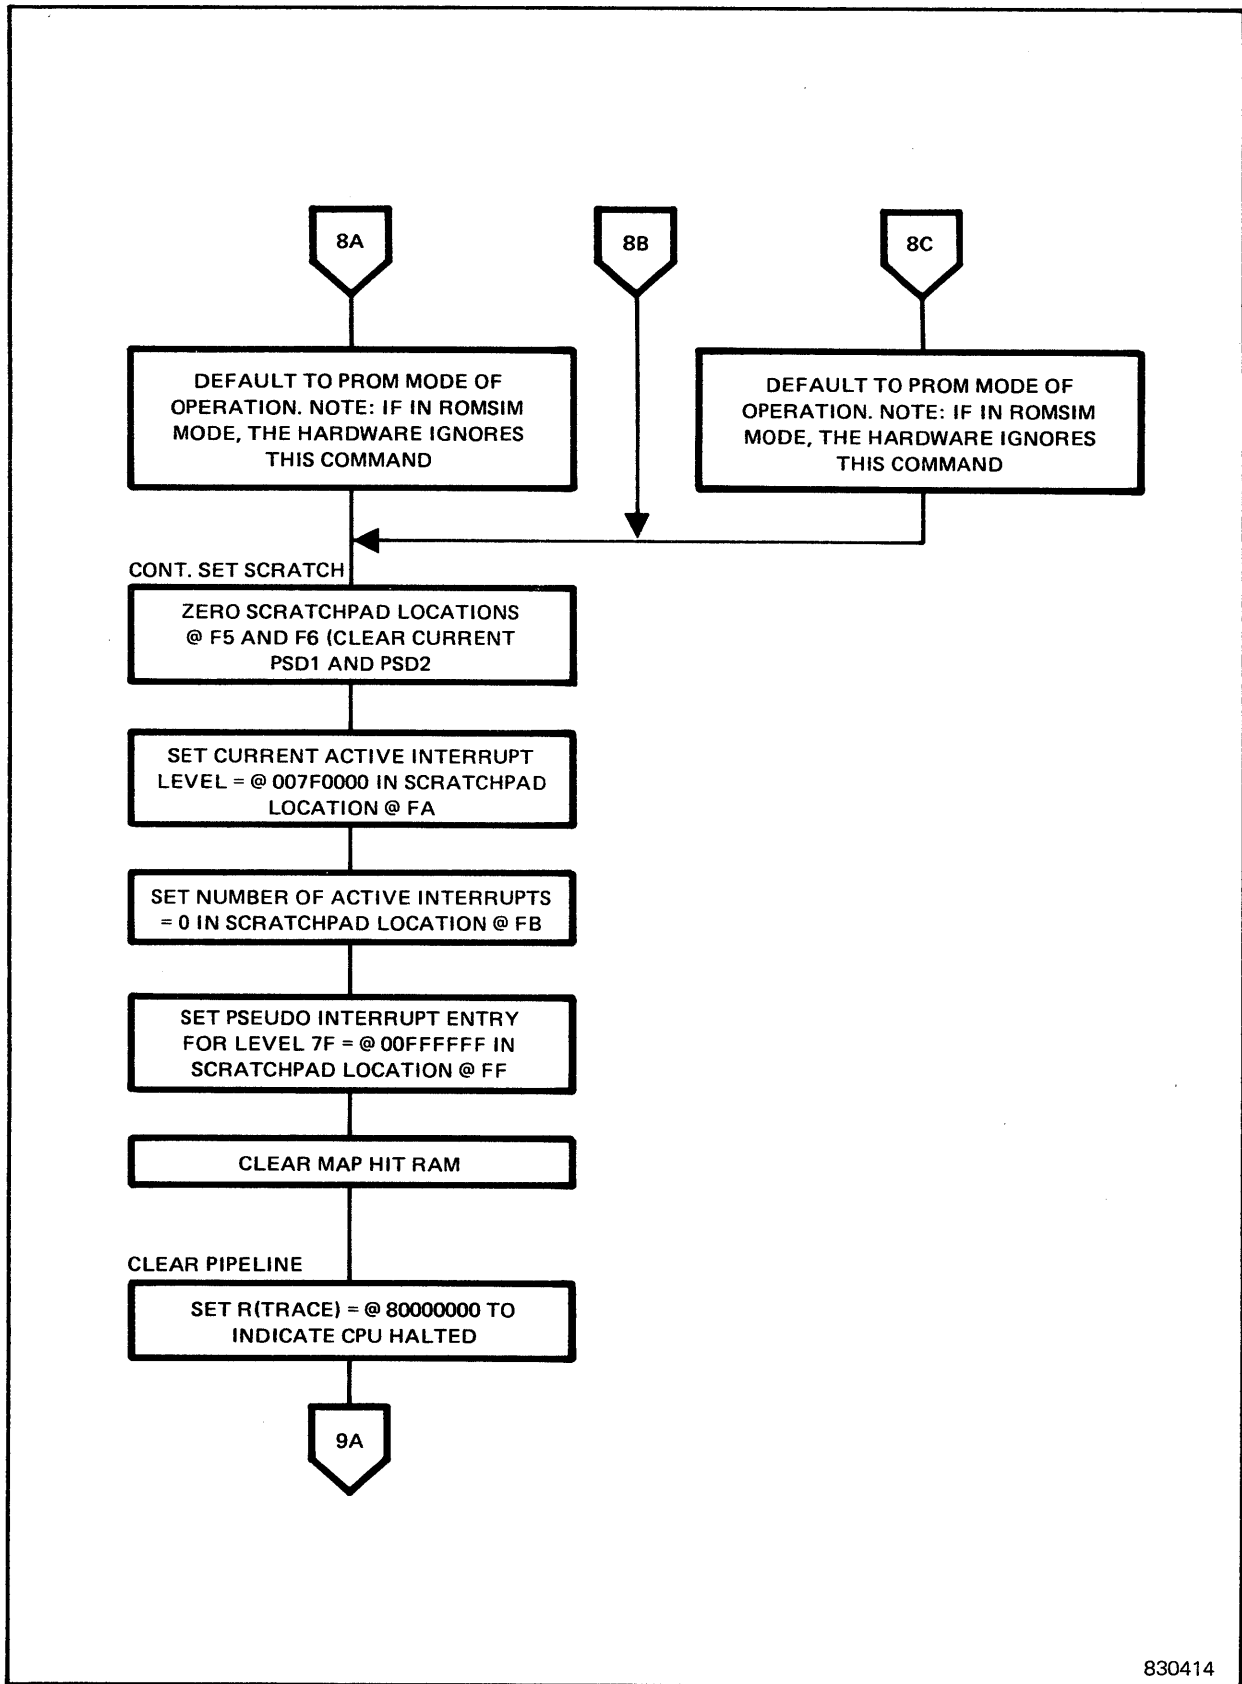 8A
8B
8C
DEFAULT TO PROM MODE OF
OPERATION. NOTE: IF IN ROMSIM
MODE, THE HARDWARE IGNORES
THIS COMMAND
DEFAULT TO PROM MODE OF
OPERATION. NOTE: IF IN ROMSIM
MODE, THE HARDWARE IGNORES
THIS COMMAND
CONT. SET SCRATCH
ZERO SCRATCHPAD LOCATIONS
@ F5 AND F6 (CLEAR CURRENT
PSD1 AND PSD2
SET CURRENT ACTIVE INTERRUPT
LEVEL = @ 007F0000 IN SCRATCHPAD
LOCATION @ FA
SET NUMBER OF ACTIVE INTERRUPTS
= 0 IN SCRATCHPAD LOCATION @ FB
SET PSEUDO INTERRUPT ENTRY
FOR LEVEL 7F = @ 00FFFFFF IN
SCRATCHPAD LOCATION @ FF
CLEAR MAP HIT RAM
CLEAR PIPELINE
SET R(TRACE) = @ 80000000 TO
INDICATE CPU HALTED
9A
830414